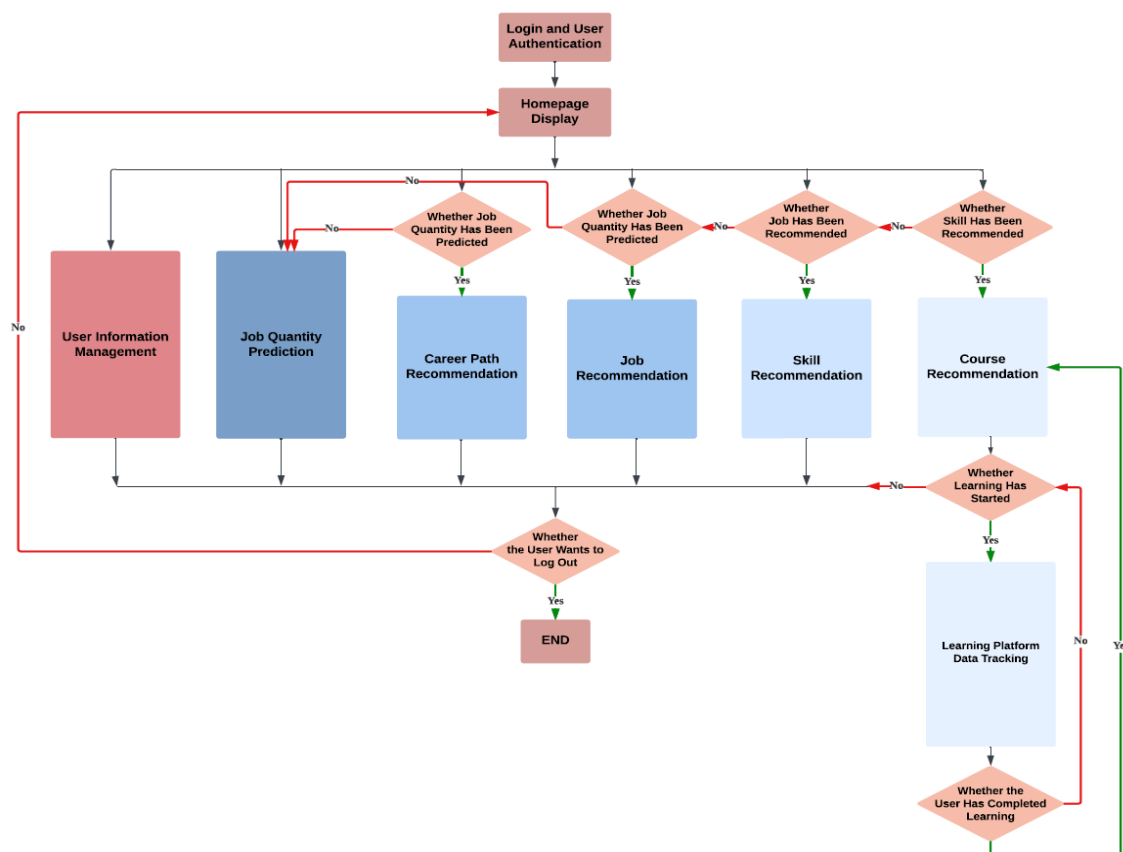 Login and User
Authentication
Homepage
Display
No
Whether Job
Quantity Has Been
Predicted
No
Yes
Whether Job
Quantity Has Been
Predicted
Yes
No
Whether
Job Has Been
Recommended
Yes
No
Whether
Skill Has Been
Recommended
Yes
No
User Information
Management
Job Quantity
Prediction
Career Path
Recommendation
Job
Recommendation
Skill
Recommendation
Course
Recommendation
Whether
Learning Has
Started
No
Yes
Whether
the User Wants to
Log Out
Yes
END
Learning Platform
Data Tracking
No
Whether the
User Has Completed
Learning